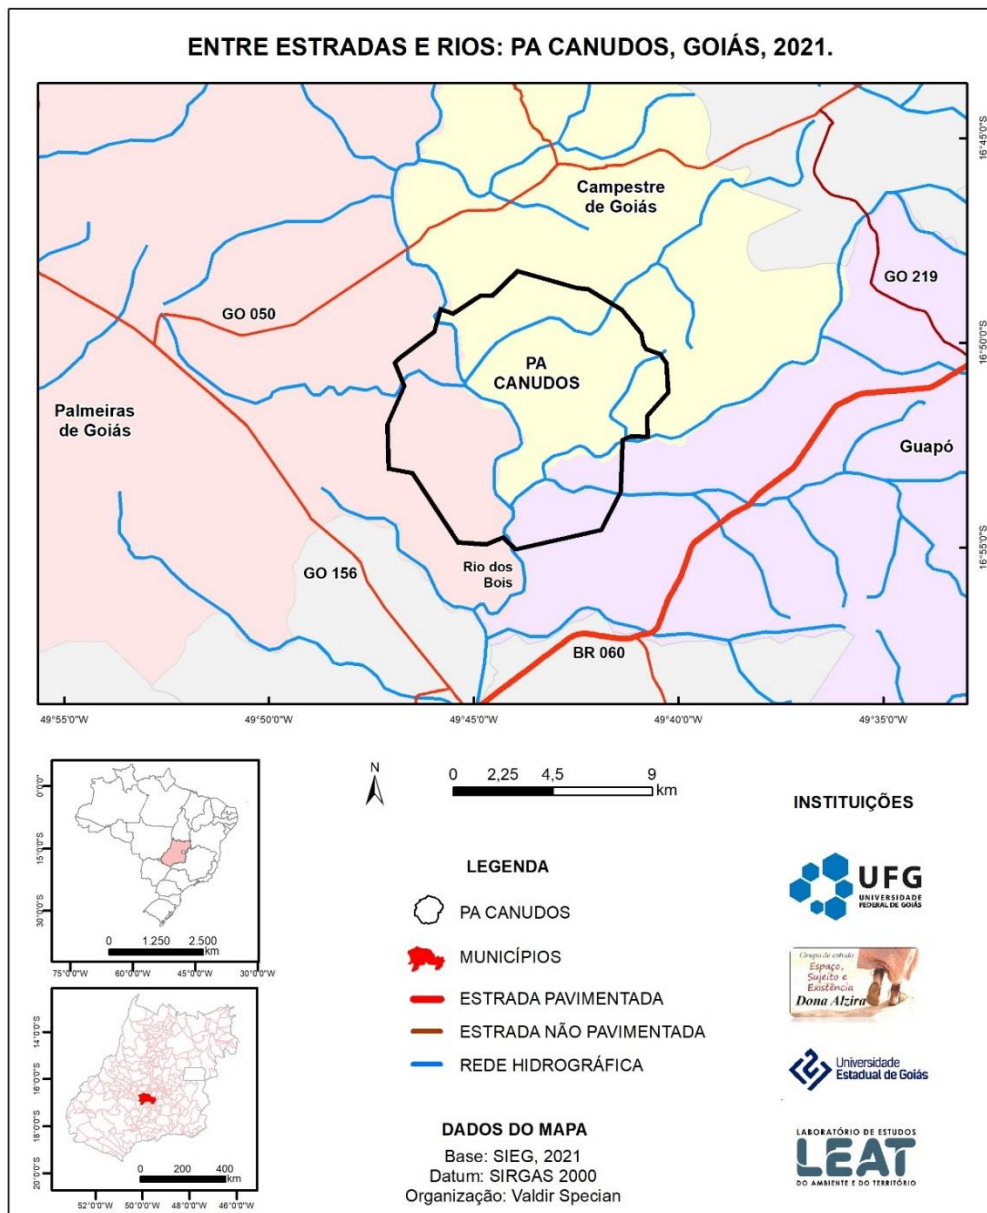 ENTRE ESTRADAS E RIOS: PA CANUDOS, GOIÁS, 2021.
16°45'0"S
Campestre
de Goiás
GO 219
GO 050
16°50'0"S
PA
CANUDOS
Palmeiras
de Goiás
Guapó
16°55'0"S
Rio dos
Bois
GO 156
BR 060
49°55'0"W
49°50'0"W
49°45'0"W
49°40'0"W
49°35'0"W
0°0'0"
15°0'0"S
30°0'0"S
0 1.250 2.500
km
75°0'0"W 60°0'0"W 45°0'0"W 30°0'0"W
14°0'0"S
16°0'0"S
18°0'0"S
20°0'0"S
0 200 400
km
52°0'0"W 50°0'0"W 48°0'0"W 46°0'0"W
N
0 2,25 4,5 9
km
LEGENDA
PA CANUDOS
MUNICÍPIOS
ESTRADA PAVIMENTADA
ESTRADA NÃO PAVIMENTADA
REDE HIDROGRÁFICA
DADOS DO MAPA
Base: SIEG, 2021
Datum: SIRGAS 2000
Organização: Valdir Specian
INSTITUIÇÕES
UFG
UNIVERSIDADE
FEDERAL DE GOIÁS
Grupo de estudo
Espaço,
Sujeito e
Existência
Dona Alzira
Universidade
Estadual de Goiás
LABORATÓRIO DE ESTUDOS
LEAT
DO AMBIENTE E DO TERRITÓRIO